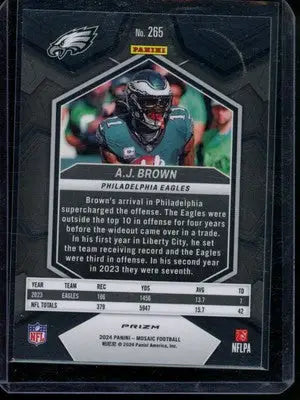 No. 265
PANINI
11
A.J. BROWN
PHILADELPHIA EAGLES
Brown's arrival in Philadelphia
supercharged the offense. The Eagles were
outside the top 10 in offense for four years
before the wideout came over in a trade.
In his first year in Liberty City, he set
the team receiving record and the Eagles
were third in offense. In his second year
in 2023 they were seventh.
YEAR TEAM REC YDS AVG TD
2023 EAGLES 106 1456 13.7 7
NFL TOTALS 379 5947 15.7 42
PRIZM
NFL
2024 PANINI - MOSAIC FOOTBALL
© 2024 Panini America, Inc.
NFLPA